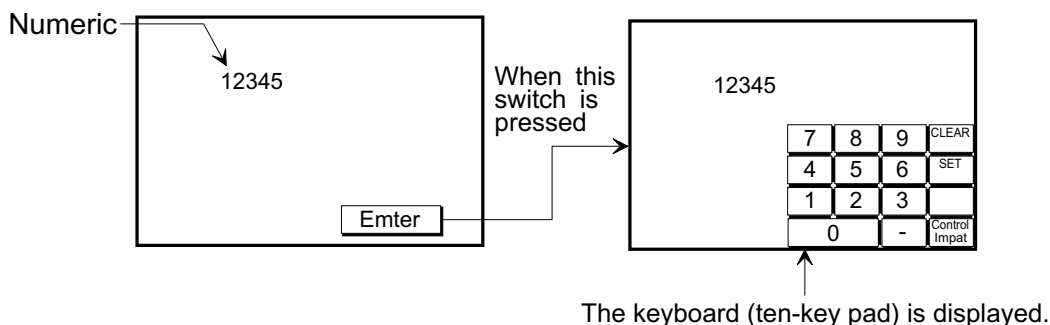 Numeric
12345
Emter
When this
switch is
pressed
12345
7 8 9 CLEAR
4 5 6 SET
1 2 3
0 - Control
Impat
The keyboard (ten-key pad) is displayed.